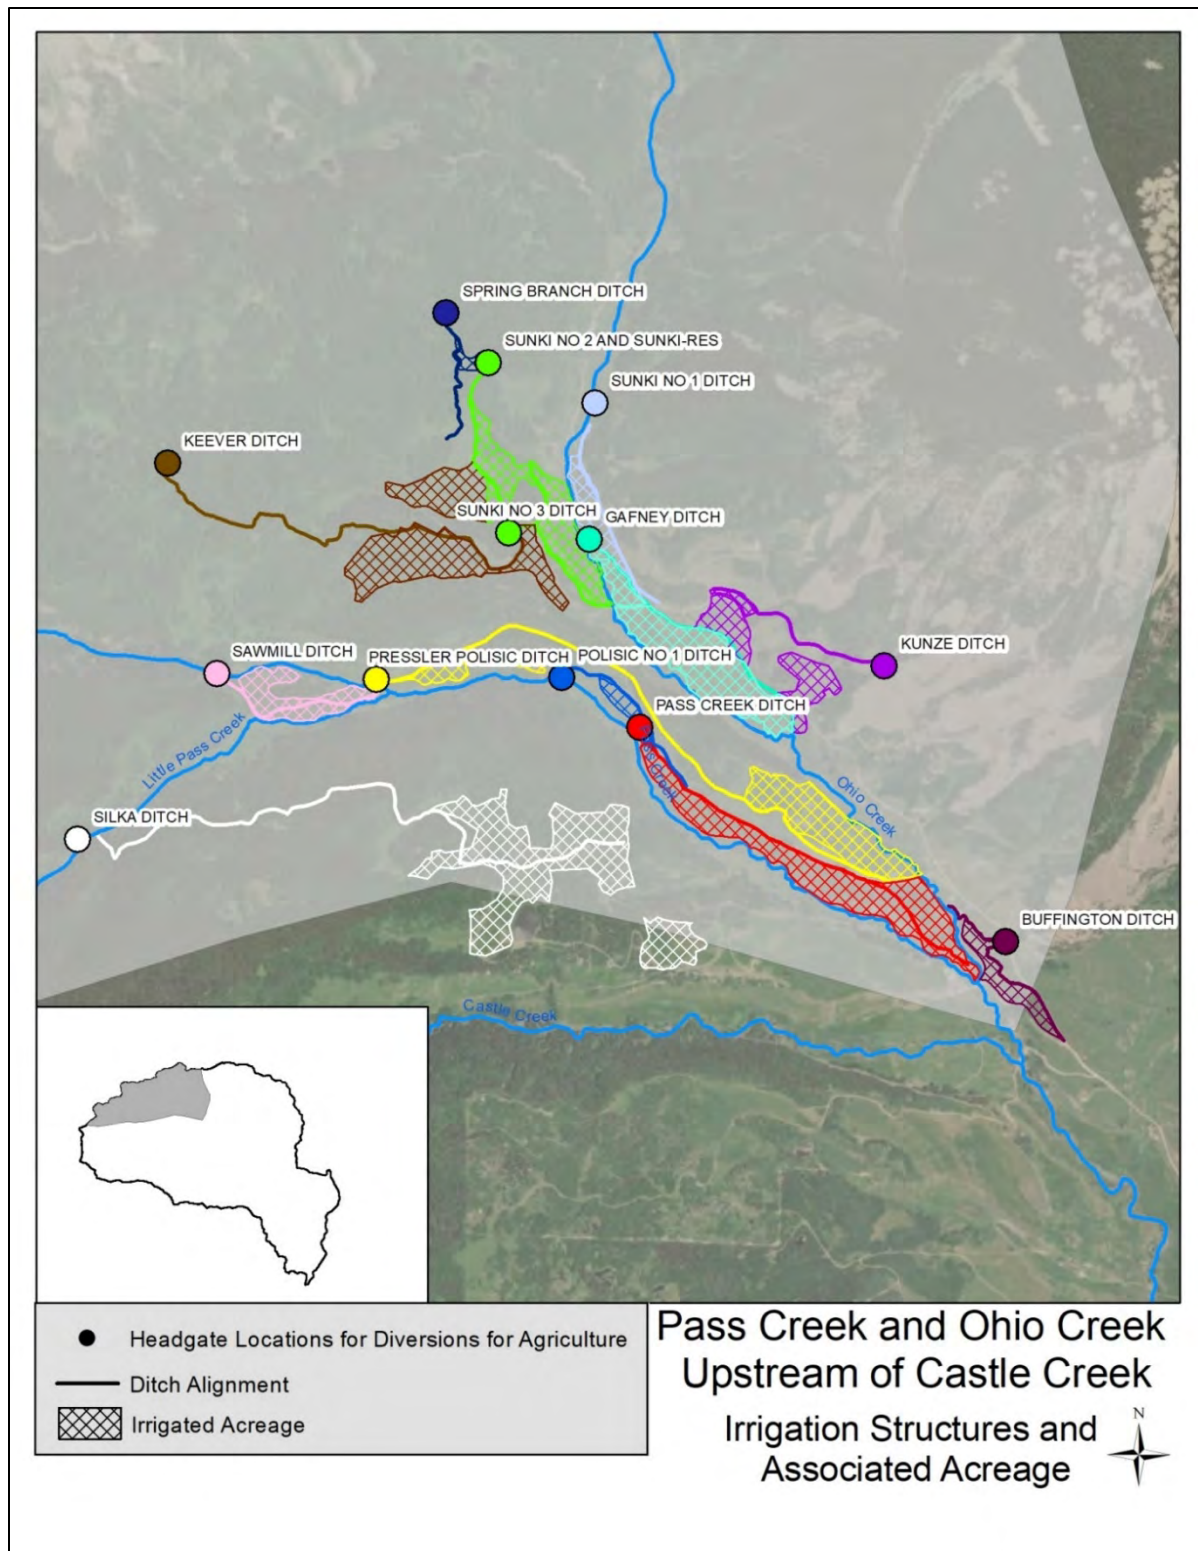 SPRING BRANCH DITCH
SUNKI NO 2 AND SUNKI-RES
SUNKI NO 1 DITCH
KEEVER DITCH
SUNKI NO 3 DITCH
GAFNEY DITCH
KUNZE DITCH
SAWMILL DITCH
PRESSLER POLISIC DITCH
POLISIC NO 1 DITCH
PASS CREEK DITCH
Little Pass Creek
Creek
Ohio Creek
SILKA DITCH
BUFFINGTON DITCH
Castle Creek
Headgate Locations for Diversions for Agriculture
Ditch Alignment
Irrigated Acreage
Pass Creek and Ohio Creek
Upstream of Castle Creek
Irrigation Structures and
Associated Acreage
N